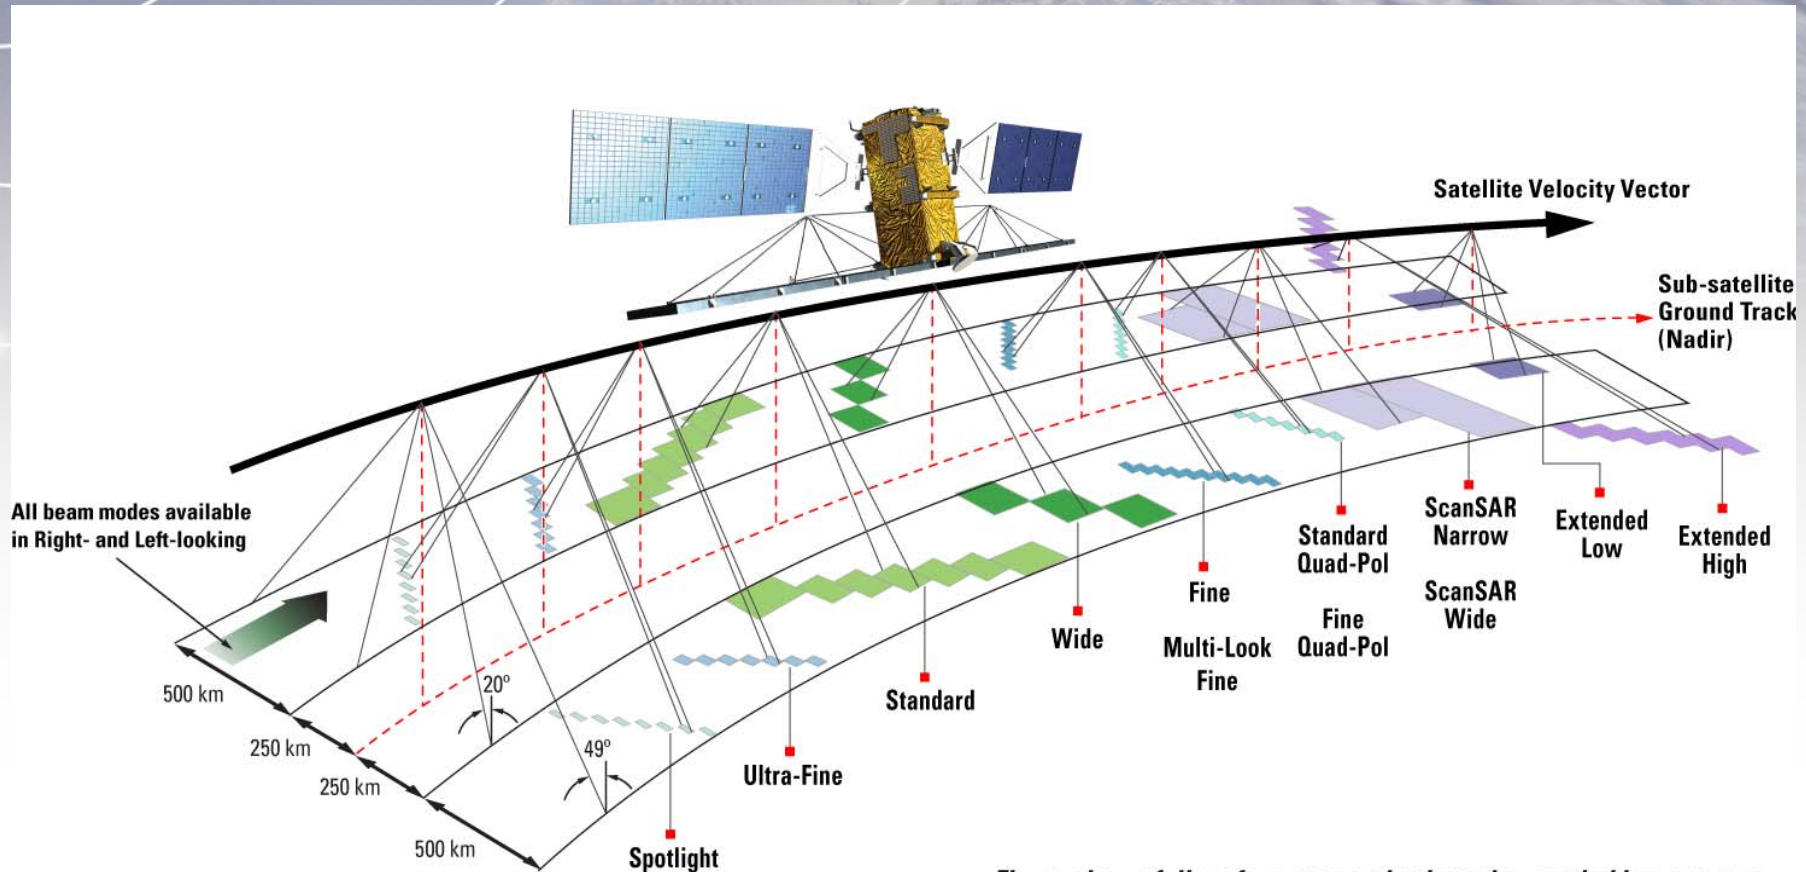 Satellite Velocity Vector
Sub-satellite
Ground Track
(Nadir)
All beam modes available
in Right- and Left-looking
500 km
250 km
250 km
500 km
20º
49º
Spotlight
Ultra-Fine
Standard
Wide
Fine
Multi-Look
Fine
Standard
Quad-Pol
Fine
Quad-Pol
ScanSAR
Narrow
ScanSAR
Wide
Extended
Low
Extended
High